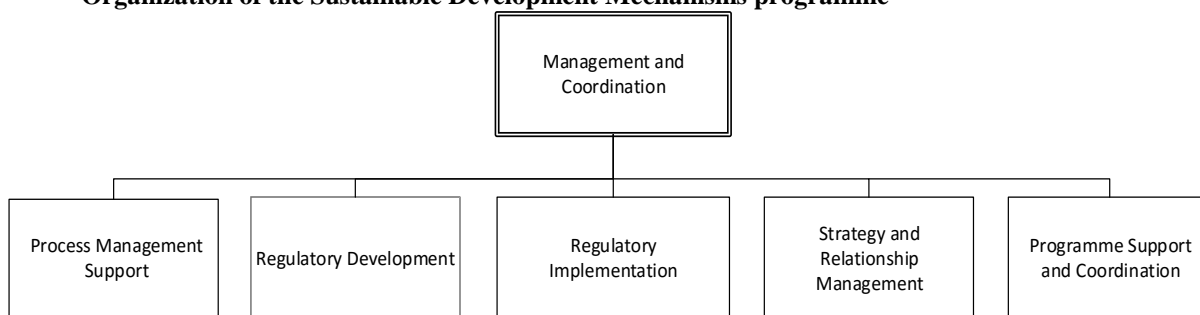 Organization of the Sustainable Development Mechanisms programme
Management and
Coordination
Process Management
Support
Regulatory Development
Regulatory
Implementation
Strategy and
Relationship
Management
Programme Support
and Coordination